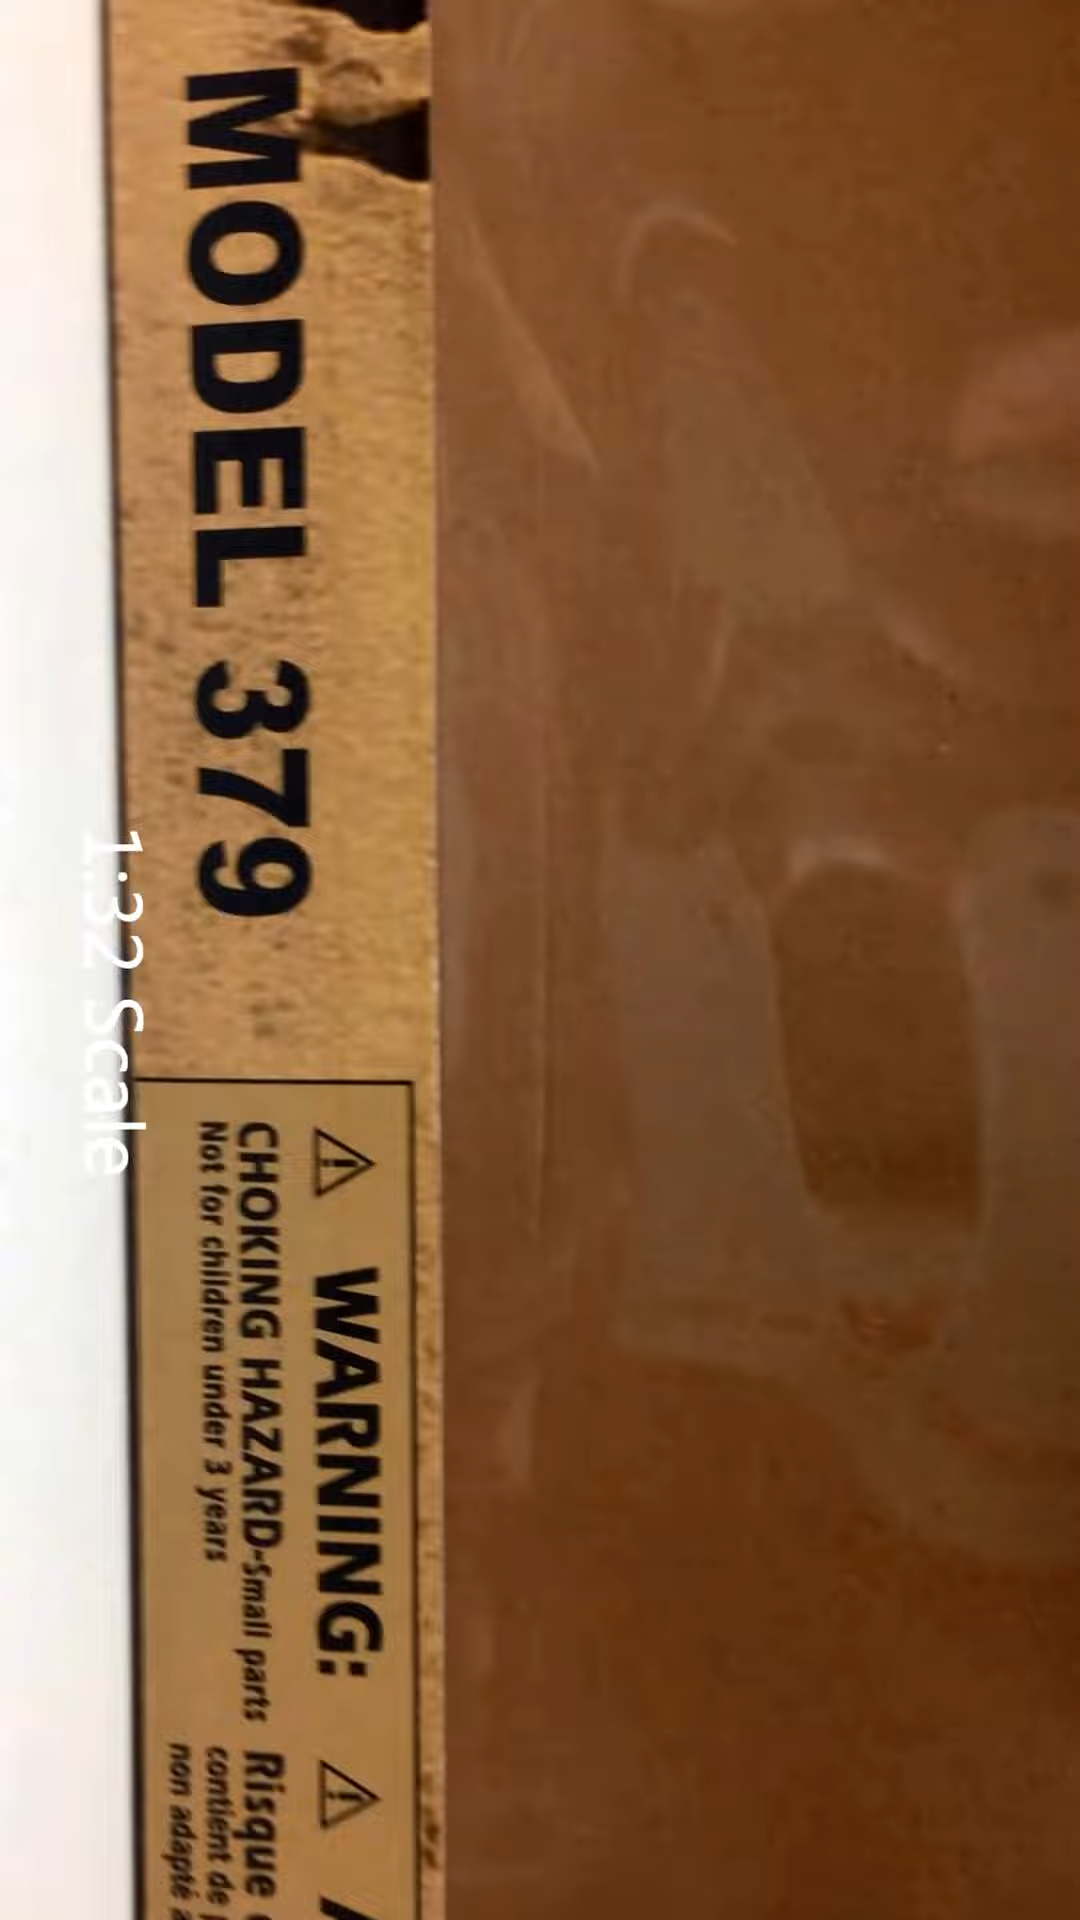 MODEL 379
⚠ WARNING:
CHOKING HAZARD-Small parts
Not for children under 3 years
⚠
Risque
contient de
non adapté
1:32 Scale